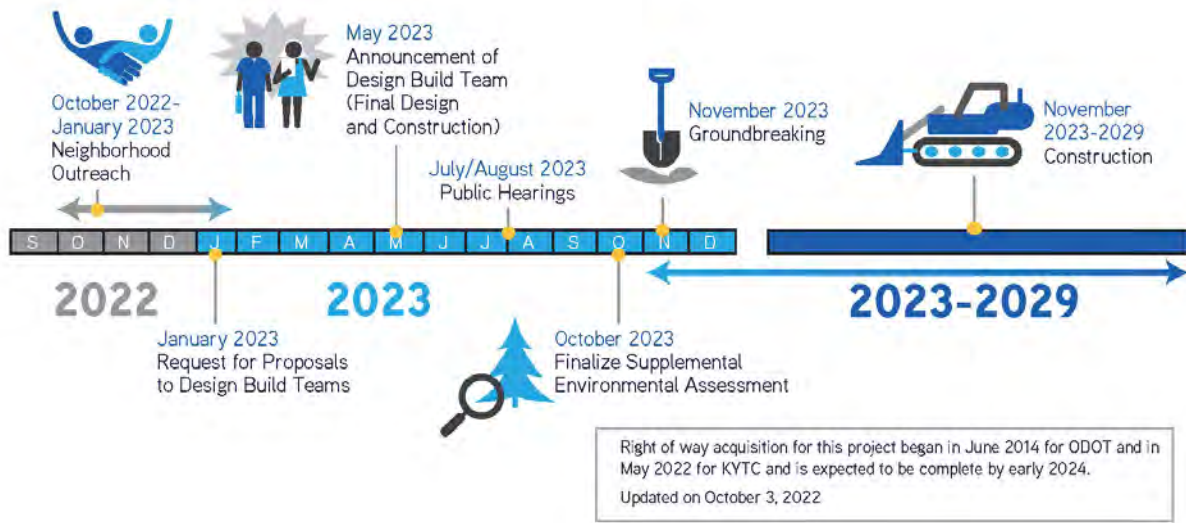 October 2022-
January 2023
Neighborhood
Outreach
May 2023
Announcement of
Design Build Team
(Final Design
and Construction)
July/August 2023
Public Hearings
November 2023
Groundbreaking
November
2023-2029
Construction
S O N D J F M A M J J A S O N D
2022
2023
2023-2029
January 2023
Request for Proposals
to Design Build Teams
October 2023
Finalize Supplemental
Environmental Assessment
Right of way acquisition for this project began in June 2014 for ODOT and in
May 2022 for KYTC and is expected to be complete by early 2024.
Updated on October 3, 2022